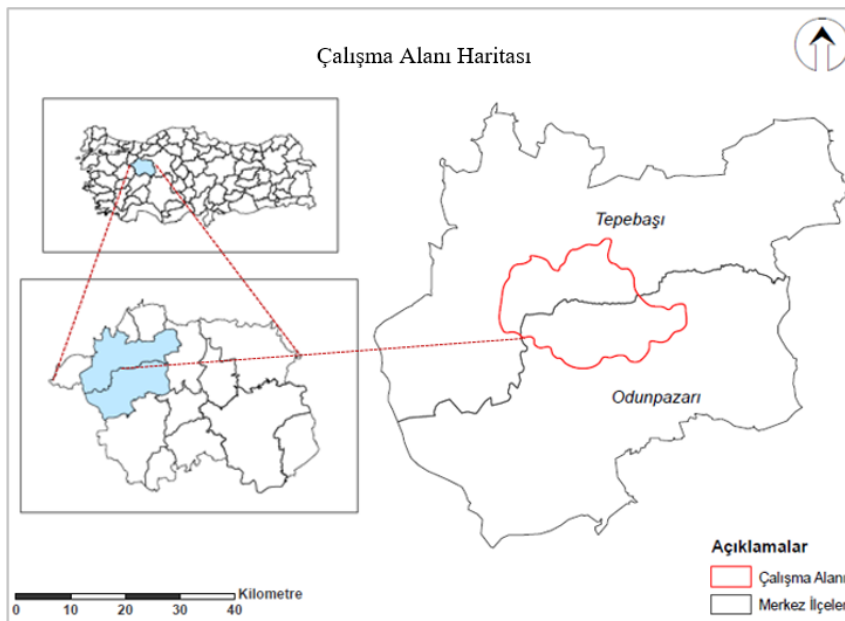 Çalışma Alanı Haritası
Tepebaşı
Odunpazarı
Açıklamalar
Çalışma Alanı
Merkez İlçeler
Kilometre
0 10 20 30 40